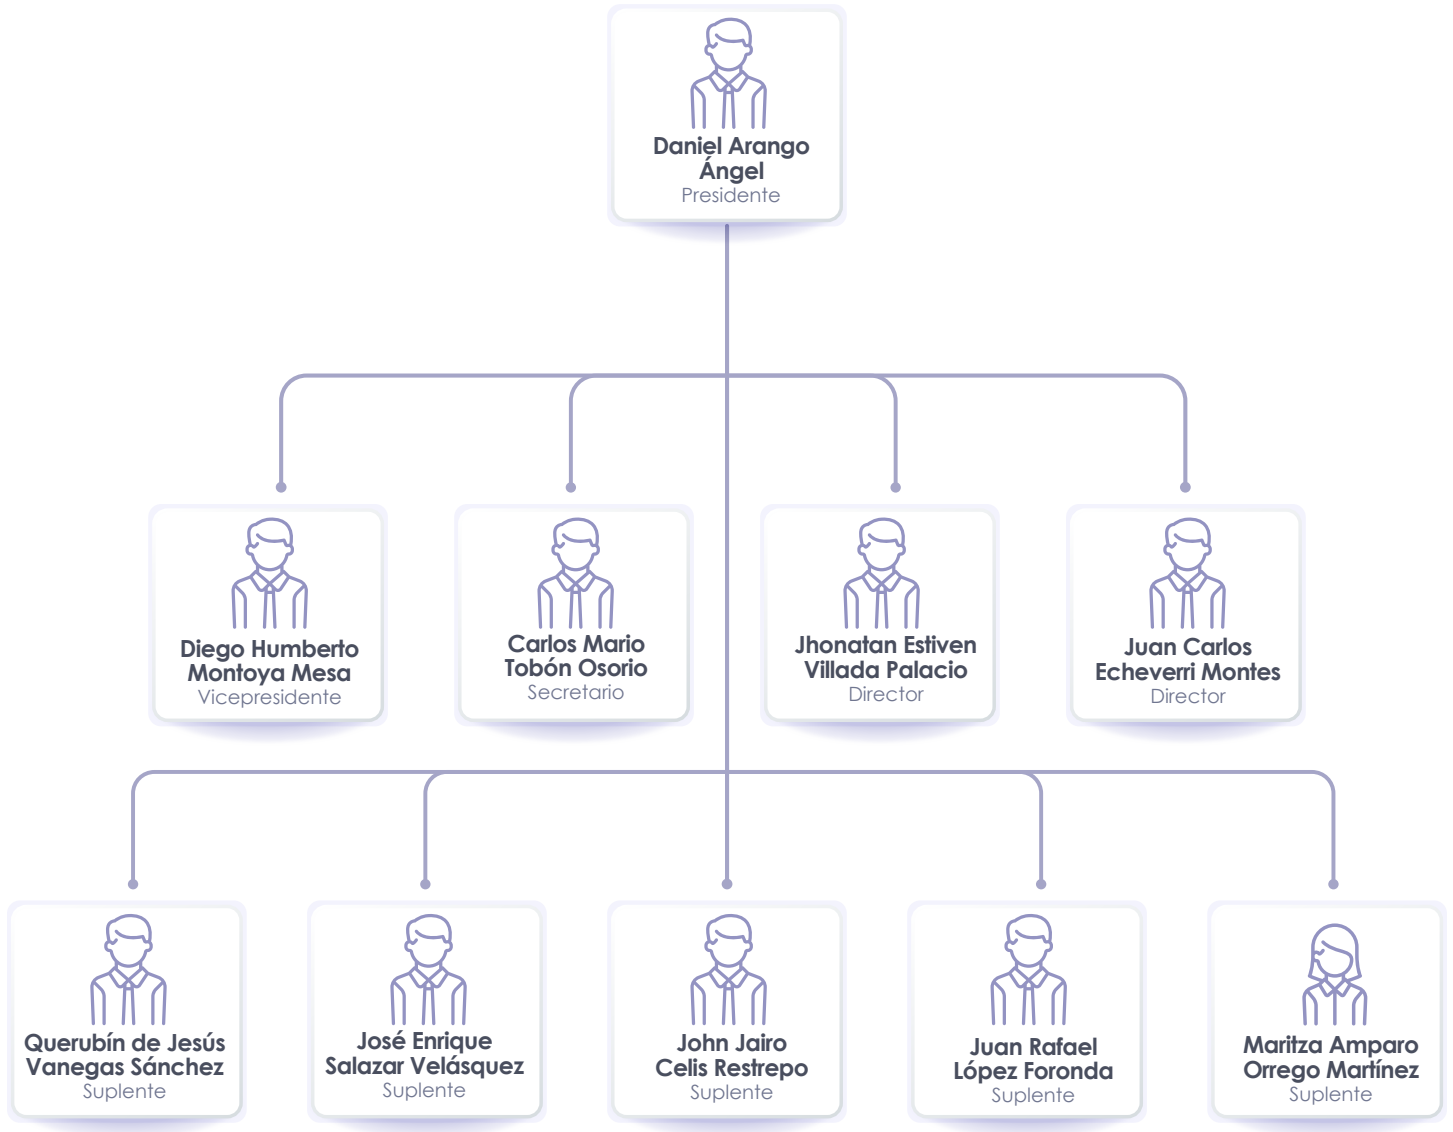 Daniel Arango
Ángel
Presidente
Diego Humberto
Montoya Mesa
Vicepresidente
Carlos Mario
Tobón Osorio
Secretario
Jhonatan Estiven
Villada Palacio
Director
Juan Carlos
Echeverri Montes
Director
Querubín de Jesús
Vanegas Sánchez
Suplente
José Enrique
Salazar Velásquez
Suplente
John Jairo
Celis Restrepo
Suplente
Juan Rafael
López Foronda
Suplente
Maritza Amparo
Orrego Martínez
Suplente